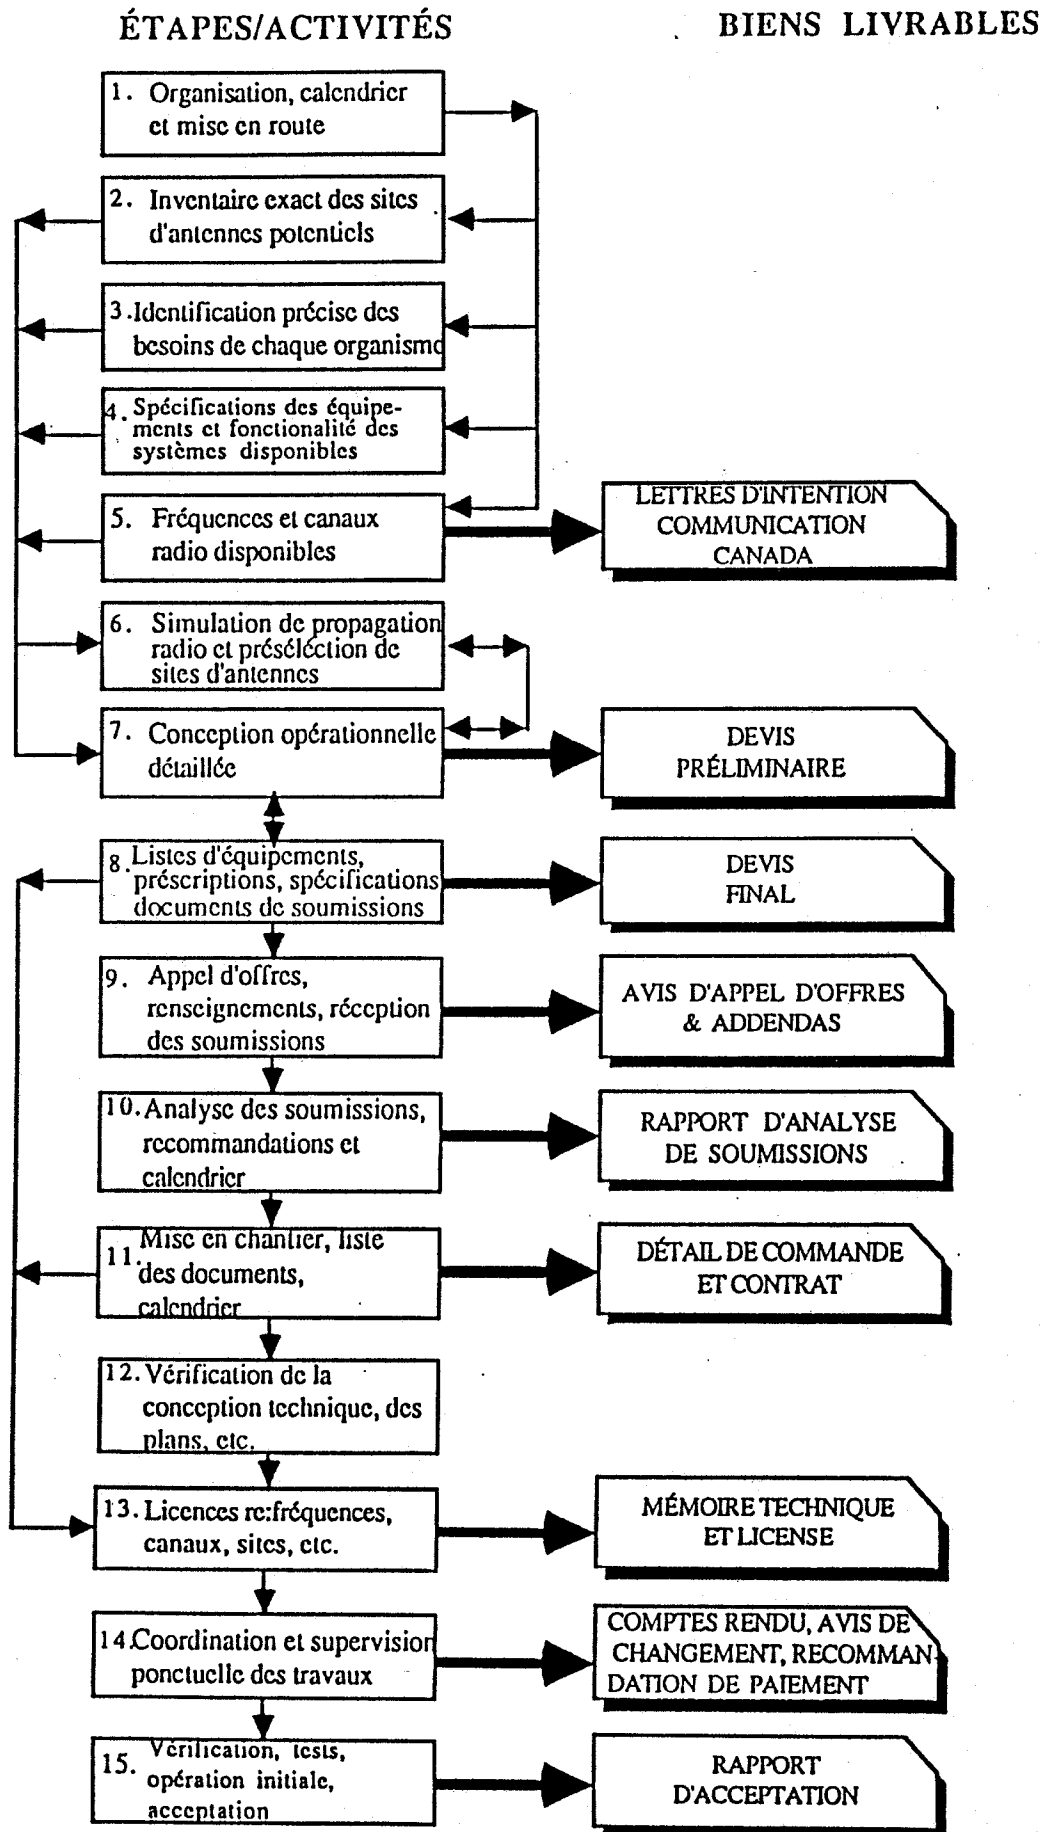 ÉTAPES/ACTIVITÉS
BIENS LIVRABLES
1. Organisation, calendrier
et mise en route
2. Inventaire exact des sites
d'antennes potentiels
3. Identification précise des
besoins de chaque organisme
4. Spécifications des équipe-
ments et fonctionalité des
systèmes disponibles
5. Fréquences et canaux
radio disponibles
LETTRES D'INTENTION
COMMUNICATION
CANADA
6. Simulation de propagation
radio et préséléction de
sites d'antennes
7. Conception opérationnelle
détaillée
DEVIS
PRÉLIMINAIRE
8. Listes d'équipements,
préscriptions, spécifications
documents de soumissions
DEVIS
FINAL
9. Appel d'offres,
renseignements, réception
des soumissions
AVIS D'APPEL D'OFFRES
& ADDENDAS
10. Analyse des soumissions,
recommandations et
calendrier
RAPPORT D'ANALYSE
DE SOUMISSIONS
11. Mise en chantier, liste
des documents,
calendrier
DÉTAIL DE COMMANDE
ET CONTRAT
12. Vérification de la
conception technique, des
plans, etc.
13. Licences re:fréquences,
canaux, sites, etc.
MÉMOIRE TECHNIQUE
ET LICENSE
14. Coordination et supervision
ponctuelle des travaux
COMPTES RENDU, AVIS DE
CHANGEMENT, RECOMMAN-
DATION DE PAIEMENT
15. Vérification, tests,
opération initiale,
acceptation
RAPPORT
D'ACCEPTATION